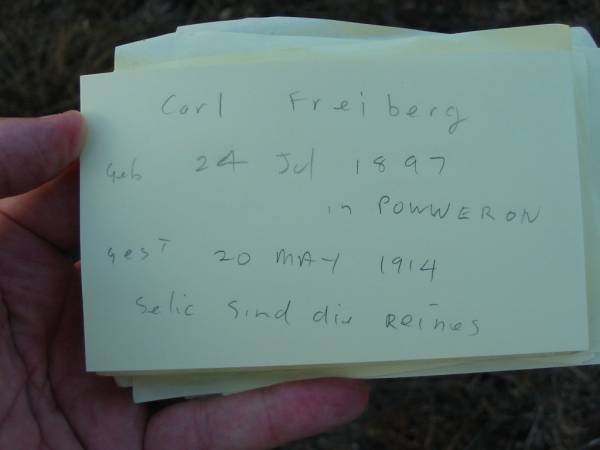 Carl Freiberg
Geb 24 Jul 1897
in POWWERON
gest 20 MAY 1914
Selic Sind die Reines